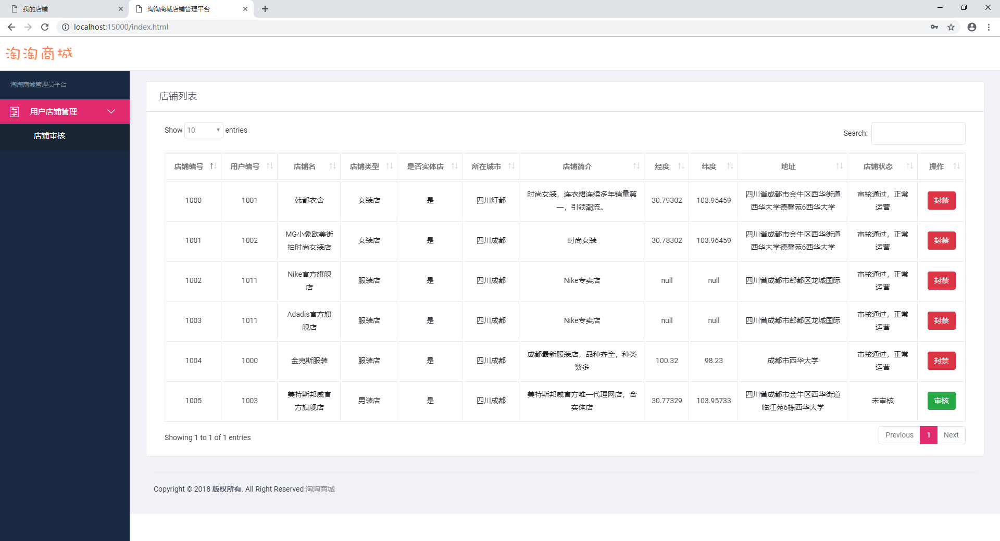 我的店铺
淘淘商城店铺管理平台
localhost:15000/index.html
淘淘商城
淘淘商城管理员平台
用户店铺管理
店铺审核
店铺列表
Show 10 entries
Search:
店铺编号 用户编号 店铺名 店铺类型 是否实体店 所在城市 店铺简介 经度 纬度 地址 店铺状态 操作
1000 1001 韩都衣舍 女装店 是 四川灯都 时尚女装，连衣裙连续多年销量第 30.79302 103.95459 四川省成都市金牛区西华街道 审核通过，正常 封禁
一，引领潮流。 西华大学德馨苑6西华大学 运营
1001 1002 MG小象欧美街 女装店 是 四川成都 时尚女装 30.78302 103.96459 四川省成都市金牛区西华街道 审核通过，正常 封禁
拍时尚女装店 西华大学德馨苑6西华大学 运营
1002 1011 Nike官方旗舰 服装店 是 四川成都 Nike专卖店 null null 四川省成都市郫都区龙城国际 审核通过，正常 封禁
店 运营
1003 1011 Adadis官方旗 服装店 是 四川成都 Nike专卖店 null null 四川省成都市郫都区龙城国际 审核通过，正常 封禁
舰店 运营
1004 1000 金克斯服装 服装店 是 四川成都 成都最新服装店，品种齐全，种类 100.32 98.23 成都市西华大学 审核通过，正常 封禁
繁多 运营
1005 1003 美特斯邦威官 男装店 是 四川成都 美特斯邦威官方唯一代理网店，含 30.77329 103.95733 四川省成都市金牛区西华街道 未审核 审核
方旗舰店 实体店 临江苑6栋西华大学
Showing 1 to 1 of 1 entries
Previous 1 Next
Copyright © 2018 版权所有. All Right Reserved 淘淘商城